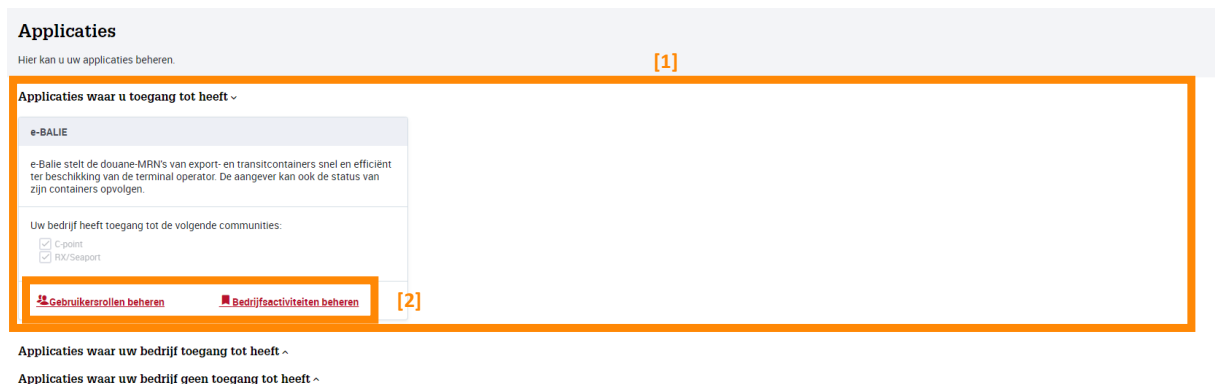 Applicaties
Hier kan u uw applicaties beheren.
[1]
Applicaties waar u toegang tot heeft
e-BALIE
e-Balie stelt de douane-MRN's van export- en transitcontainers snel en efficiënt
ter beschikking van de terminal operator. De aangever kan ook de status van
zijn containers opvolgen.
Uw bedrijf heeft toegang tot de volgende communities:
C-point
RX/Seaport
Gebruikersrollen beheren Bedrijfsactiviteiten beheren [2]
Applicaties waar uw bedrijf toegang tot heeft
Applicaties waar uw bedrijf geen toegang tot heeft